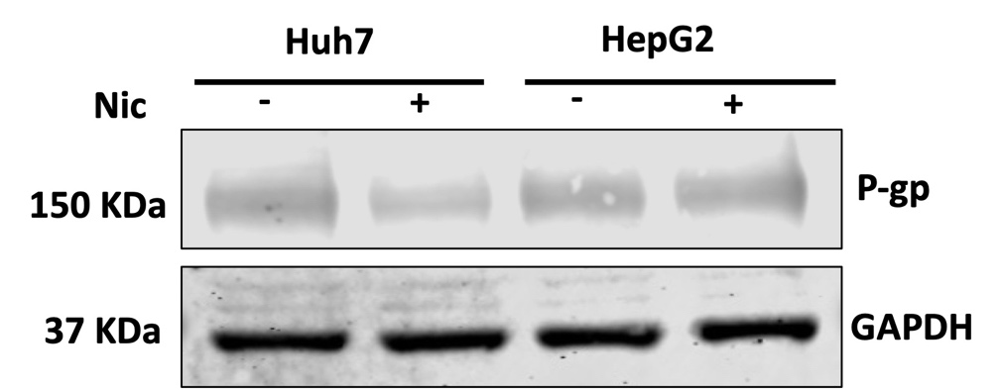 Huh7 HepG2
Nic - + - +
150 KDa P-gp
37 KDa GAPDH